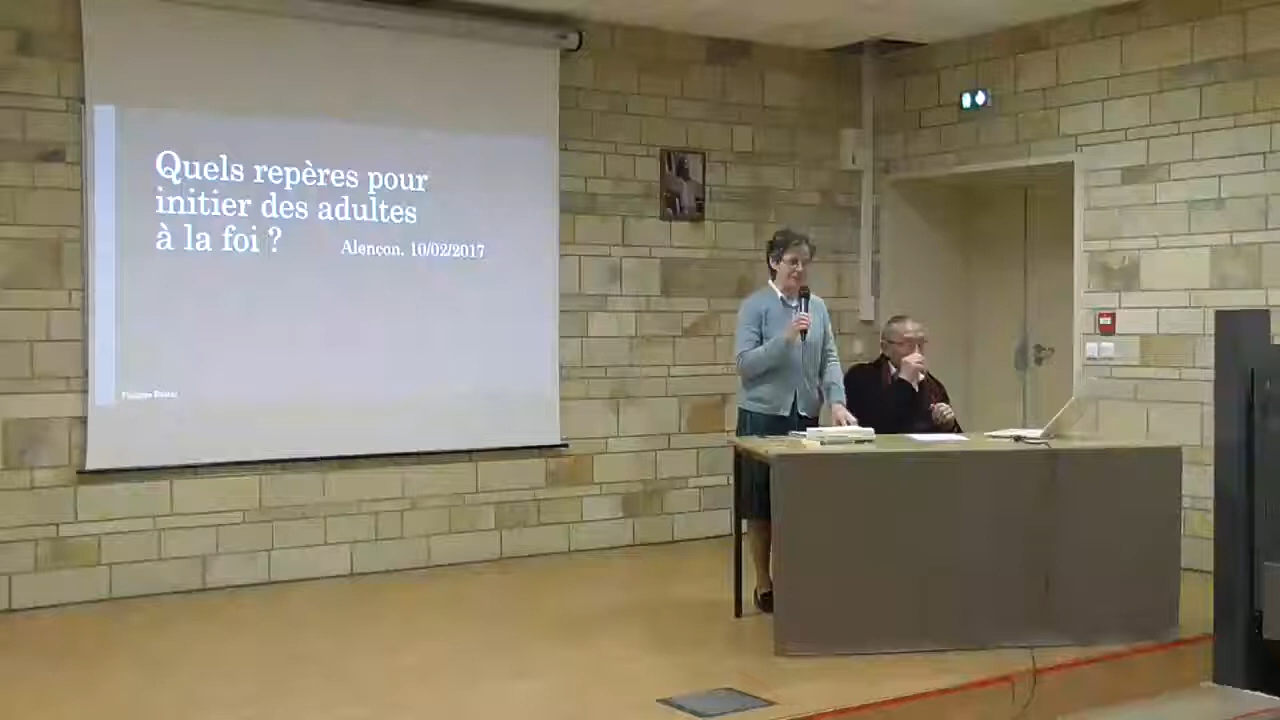 Quels repères pour
initier des adultes
à la foi ?
Alençon. 10/02/2017